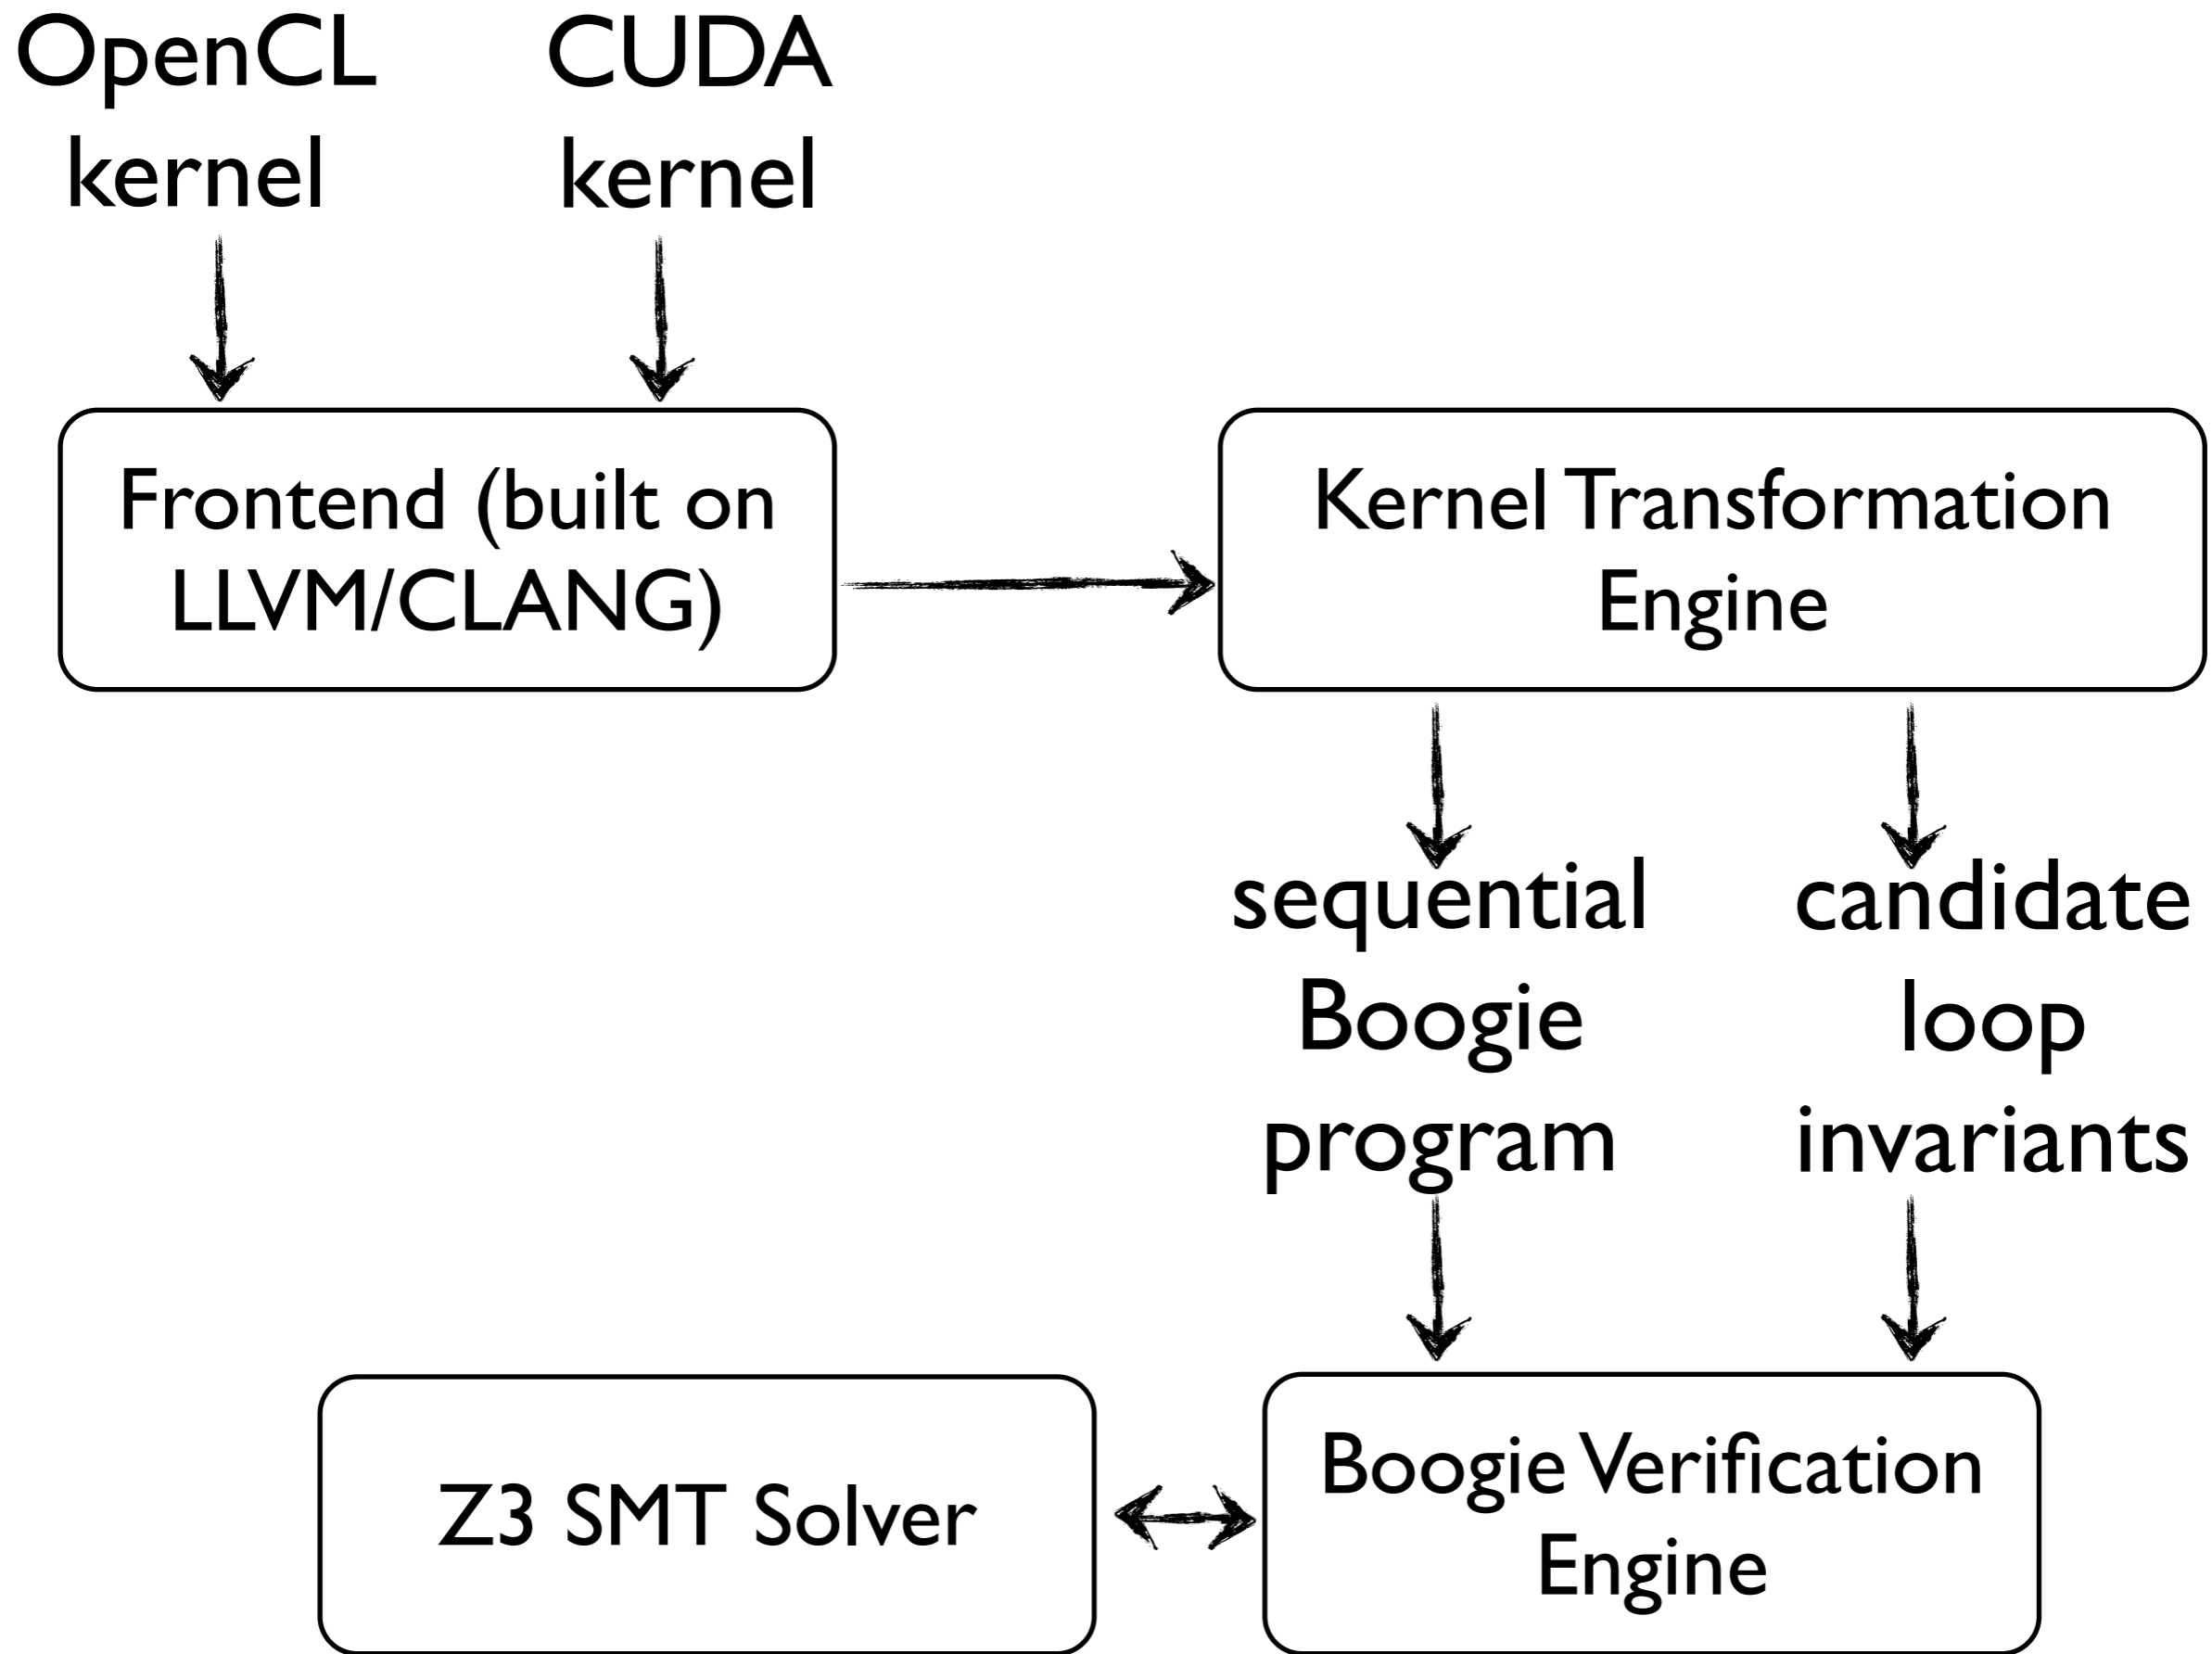 OpenCL
kernel
CUDA
kernel
Frontend (built on
LLVM/CLANG)
Kernel Transformation
Engine
sequential
Boogie
program
candidate
loop
invariants
Z3 SMT Solver
Boogie Verification
Engine